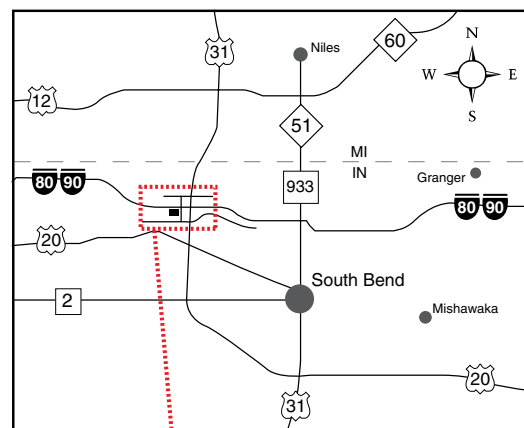 31
Niles
60
N
W
E
S
12
51
MI
IN
80 90
933
Granger
80 90
20
South Bend
2
Mishawaka
20
31